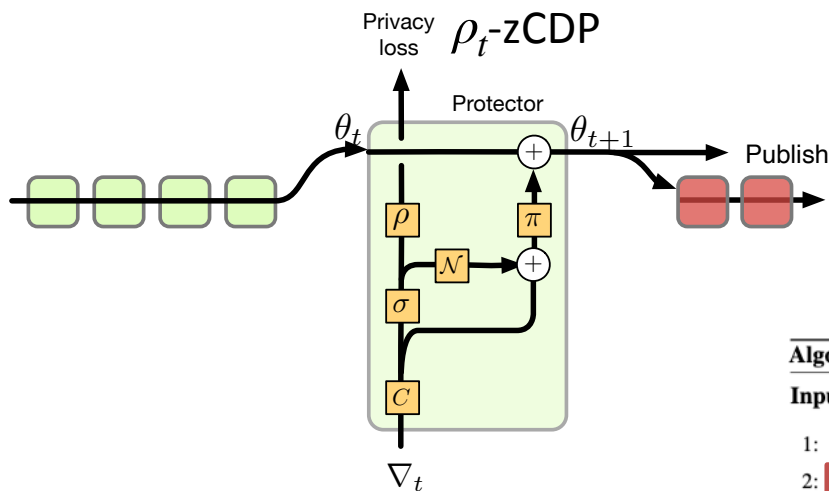 Privacy loss ρₜ-zCDP
Protector
θₜ
θₜ₊₁
+
Publish
ρ
π
𝒩
+
σ
C
∇ₜ
Algo
Inpu
1:
2: